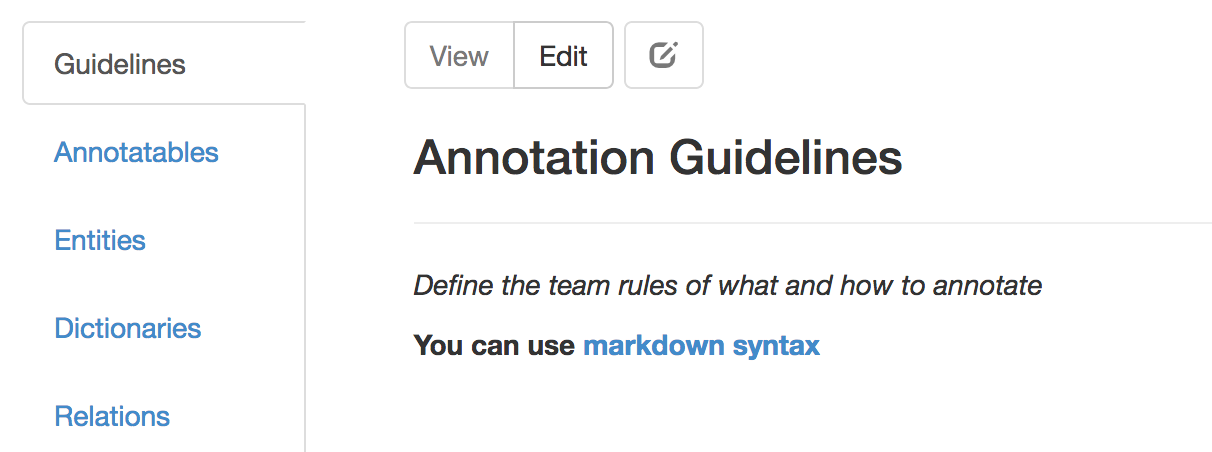 Guidelines
Annotatables
Entities
Dictionaries
Relations
View
Edit
Annotation Guidelines
Define the team rules of what and how to annotate
You can use markdown syntax